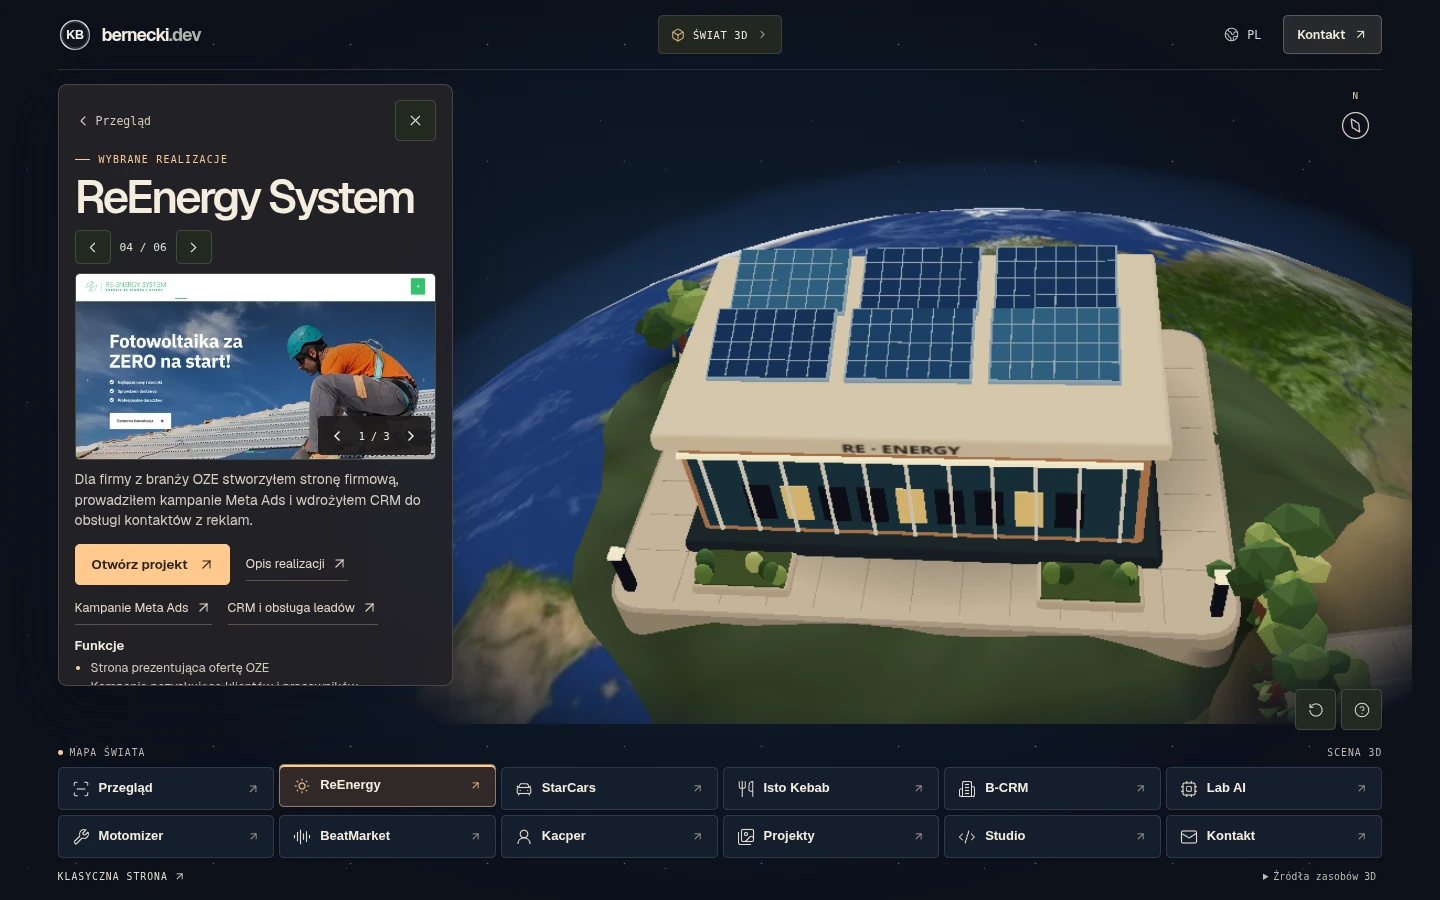 KB bernecki.dev
ŚWIAT 3D
PL
Kontakt
N
Przegląd
WYBRANE REALIZACJE
ReEnergy System
04 / 06
RE-ENERGY SYSTEM
Fotowoltaika za
ZERO na start!
1 / 3
Dla firmy z branży OZE stworzyłem stronę firmową,
prowadziłem kampanie Meta Ads i wdrożyłem CRM do
obsługi kontaktów z reklam.
Otwórz projekt
Opis realizacji
Kampanie Meta Ads
CRM i obsługa leadów
Funkcje
Strona prezentująca ofertę OZE
RE · ENERGY
MAPA ŚWIATA
SCENA 3D
Przegląd
ReEnergy
StarCars
Isto Kebab
B-CRM
Lab AI
Motomizer
BeatMarket
Kacper
Projekty
Studio
Kontakt
KLASYCZNA STRONA
Źródła zasobów 3D